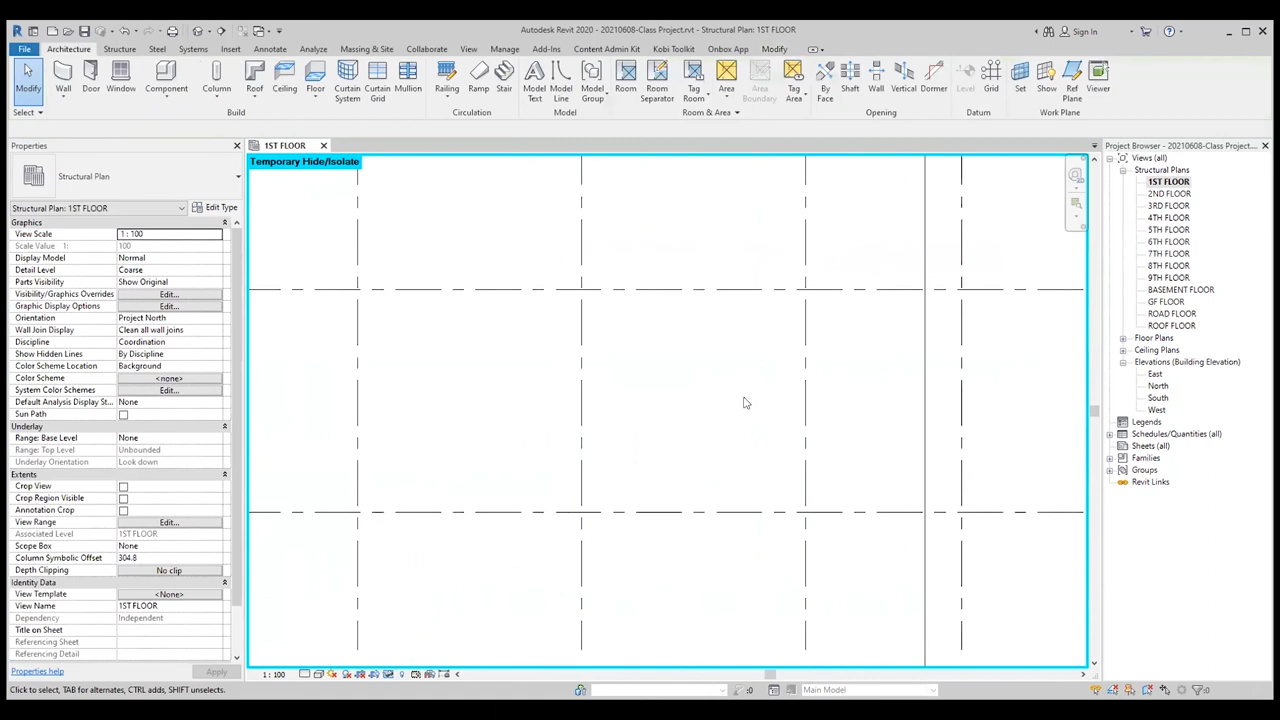 Autodesk Revit 2020 - 20210608-Class Project.rvt - Structural Plan: 1ST FLOOR
Sign In
File Architecture Structure Steel Systems Insert Annotate Analyze Massing & Site Collaborate View Manage Add-Ins Content Admin Kit Kobi Toolkit Onbox App Modify
Modify Wall Door Window Component Column Roof Ceiling Floor Curtain System Curtain Grid Mullion Railing Ramp Stair Model Text Model Line Model Group Room Room Separator Tag Room Area Area Boundary Tag Area By Face Shaft Wall Vertical Dormer Level Grid Set Show Ref Plane Viewer
Select Build Circulation Model Room & Area Opening Datum Work Plane
Properties
Structural Plan
Structural Plan: 1ST FLOOR Edit Type
Graphics
View Scale 1 : 100
Scale Value 1: 100
Display Model Normal
Detail Level Coarse
Parts Visibility Show Original
Visibility/Graphics Overrides Edit...
Graphic Display Options Edit...
Orientation Project North
Wall Join Display Clean all wall joins
Discipline Coordination
Show Hidden Lines By Discipline
Color Scheme Location Background
Color Scheme <none>
System Color Schemes Edit...
Default Analysis Display St... None
Sun Path
Underlay
Range: Base Level None
Range: Top Level Unbounded
Underlay Orientation Look down
Extents
Crop View
Crop Region Visible
Annotation Crop
View Range Edit...
Associated Level 1ST FLOOR
Scope Box None
Column Symbolic Offset 304.8
Depth Clipping No clip
Identity Data
View Template <None>
View Name 1ST FLOOR
Dependency Independent
Title on Sheet
Referencing Sheet
Referencing Detail
Properties help Apply
1ST FLOOR
Temporary Hide/Isolate
1 : 100
Project Browser - 20210608-Class Project...
Views (all)
Structural Plans
1ST FLOOR
2ND FLOOR
3RD FLOOR
4TH FLOOR
5TH FLOOR
6TH FLOOR
7TH FLOOR
8TH FLOOR
9TH FLOOR
BASEMENT FLOOR
GF FLOOR
ROAD FLOOR
ROOF FLOOR
Floor Plans
Ceiling Plans
Elevations (Building Elevation)
East
North
South
West
Legends
Schedules/Quantities (all)
Sheets (all)
Families
Groups
Revit Links
Click to select, TAB for alternates, CTRL adds, SHIFT unselects. :0 Main Model :0